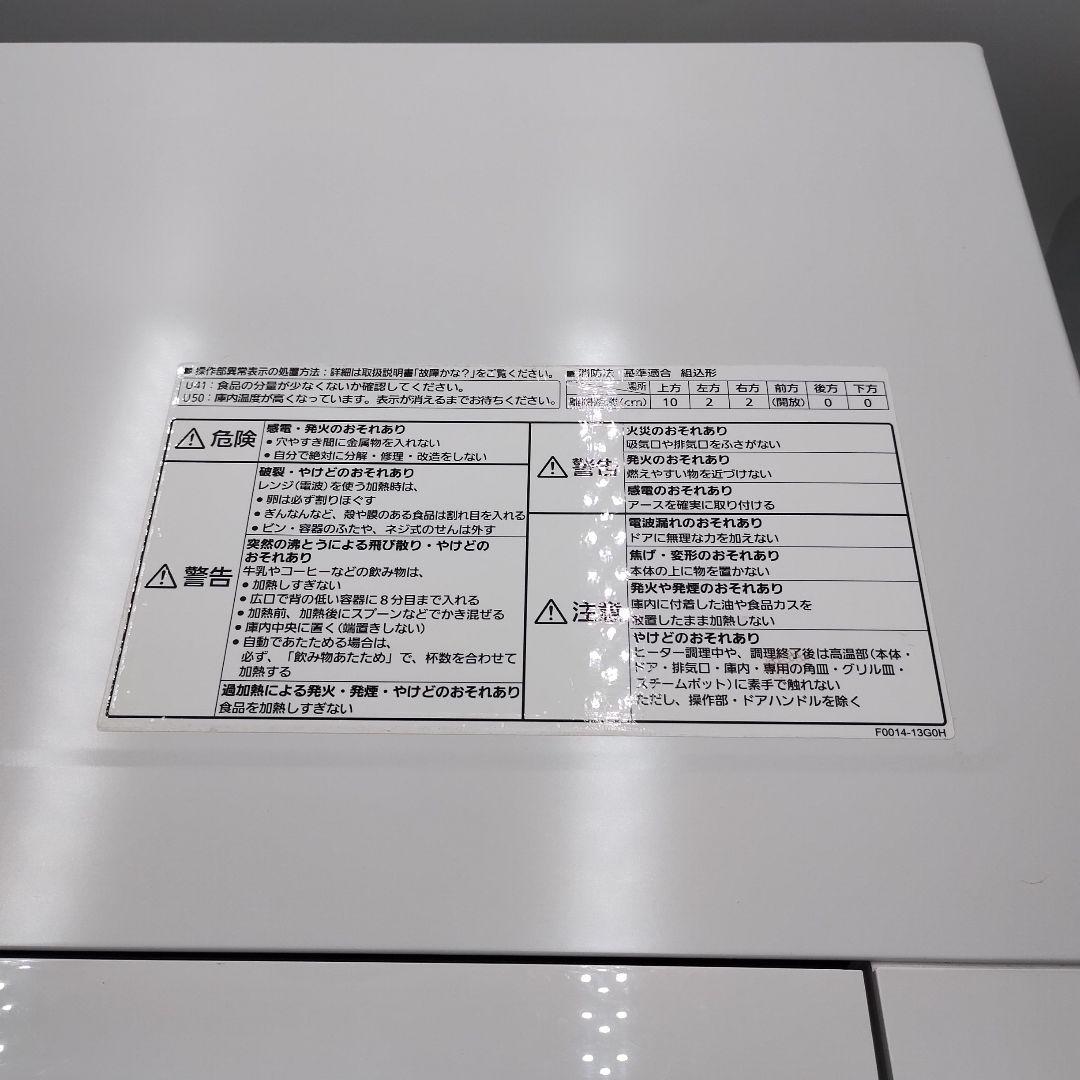 ■ 操作部異常表示の処置方法：詳細は取扱説明書「故障かな？」をご覧ください。
U41：食品の分量が少なくないか確認してください。
U50：庫内温度が高くなっています。表示が消えるまでお待ちください。
■ 消防法 基準適合 組込形
場所 上方 左方 右方 前方 後方 下方
離隔距離(cm) 10 2 2 (開放) 0 0
⚠ 危険
感電・発火のおそれあり
• 穴やすき間に金属物を入れない
• 自分で絶対に分解・修理・改造をしない
⚠ 警告
破裂・やけどのおそれあり
レンジ(電波)を使う加熱時は、
• 卵は必ず割りほぐす
• ぎんなんなど、殻や膜のある食品は割れ目を入れる
• ビン・容器のふたや、ネジ式のせんは外す
突然の沸とうによる飛び散り・やけどの
おそれあり
牛乳やコーヒーなどの飲み物は、
• 加熱しすぎない
• 広口で背の低い容器に8分目まで入れる
• 加熱前、加熱後にスプーンなどでかき混ぜる
• 庫内中央に置く(端置きしない)
• 自動であたためる場合は、
必ず、「飲み物あたため」で、杯数を合わせて
加熱する
過加熱による発火・発煙・やけどのおそれあり
食品を加熱しすぎない
⚠ 警告
火災のおそれあり
吸気口や排気口をふさがない
発火のおそれあり
燃えやすい物を近づけない
感電のおそれあり
アースを確実に取り付ける
⚠ 注意
電波漏れのおそれあり
ドアに無理な力を加えない
焦げ・変形のおそれあり
本体の上に物を置かない
発火や発煙のおそれあり
庫内に付着した油や食品カスを
放置したまま加熱しない
やけどのおそれあり
ヒーター調理中や、調理終了後は高温部(本体・
ドア・排気口・庫内・専用の角皿・グリル皿・
スチームポット)に素手で触れない
ただし、操作部・ドアハンドルを除く
F0014-13G0H